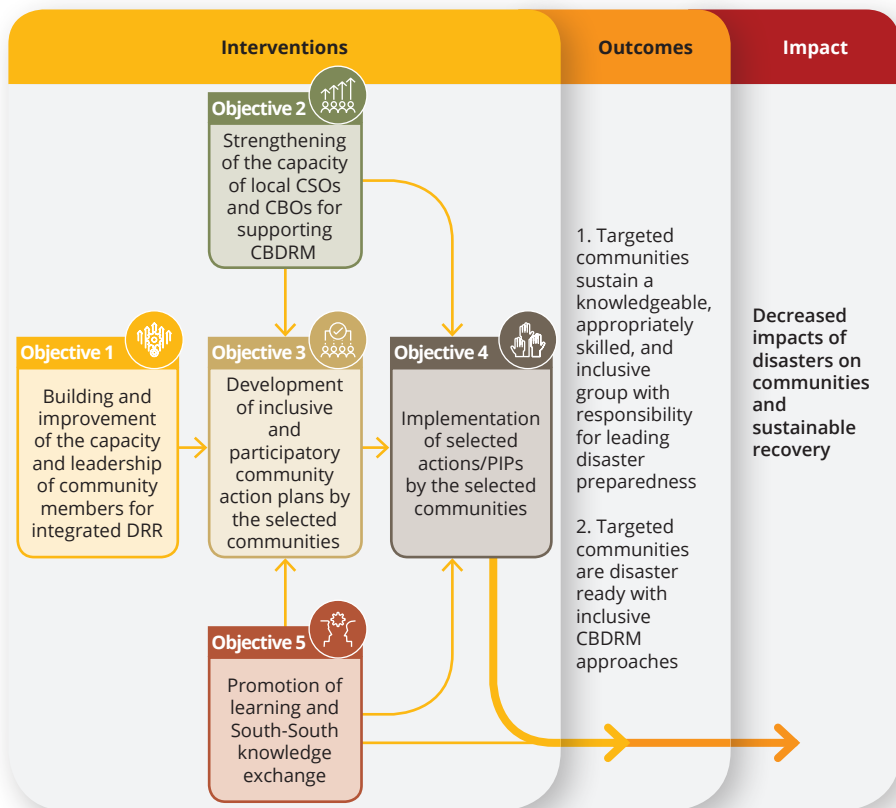 Interventions
Outcomes
Impact
Objective 2
Strengthening
of the capacity
of local CSOs
and CBOs for
supporting
CBDRM
Objective 1
Building and
improvement
of the capacity
and leadership
of community
members for
integrated DRR
Objective 3
Development
of inclusive
and
participatory
community
action plans by
the selected
communities
Objective 4
Implementation
of selected
actions/PIPs
by the selected
communities
Objective 5
Promotion of
learning and
South-South
knowledge
exchange
1. Targeted
communities
sustain a
knowledgeable,
appropriately
skilled, and
inclusive
group with
responsibility
for leading
disaster
preparedness
2. Targeted
communities
are disaster
ready with
inclusive
CBDRM
approaches
Decreased
impacts of
disasters on
communities
and
sustainable
recovery